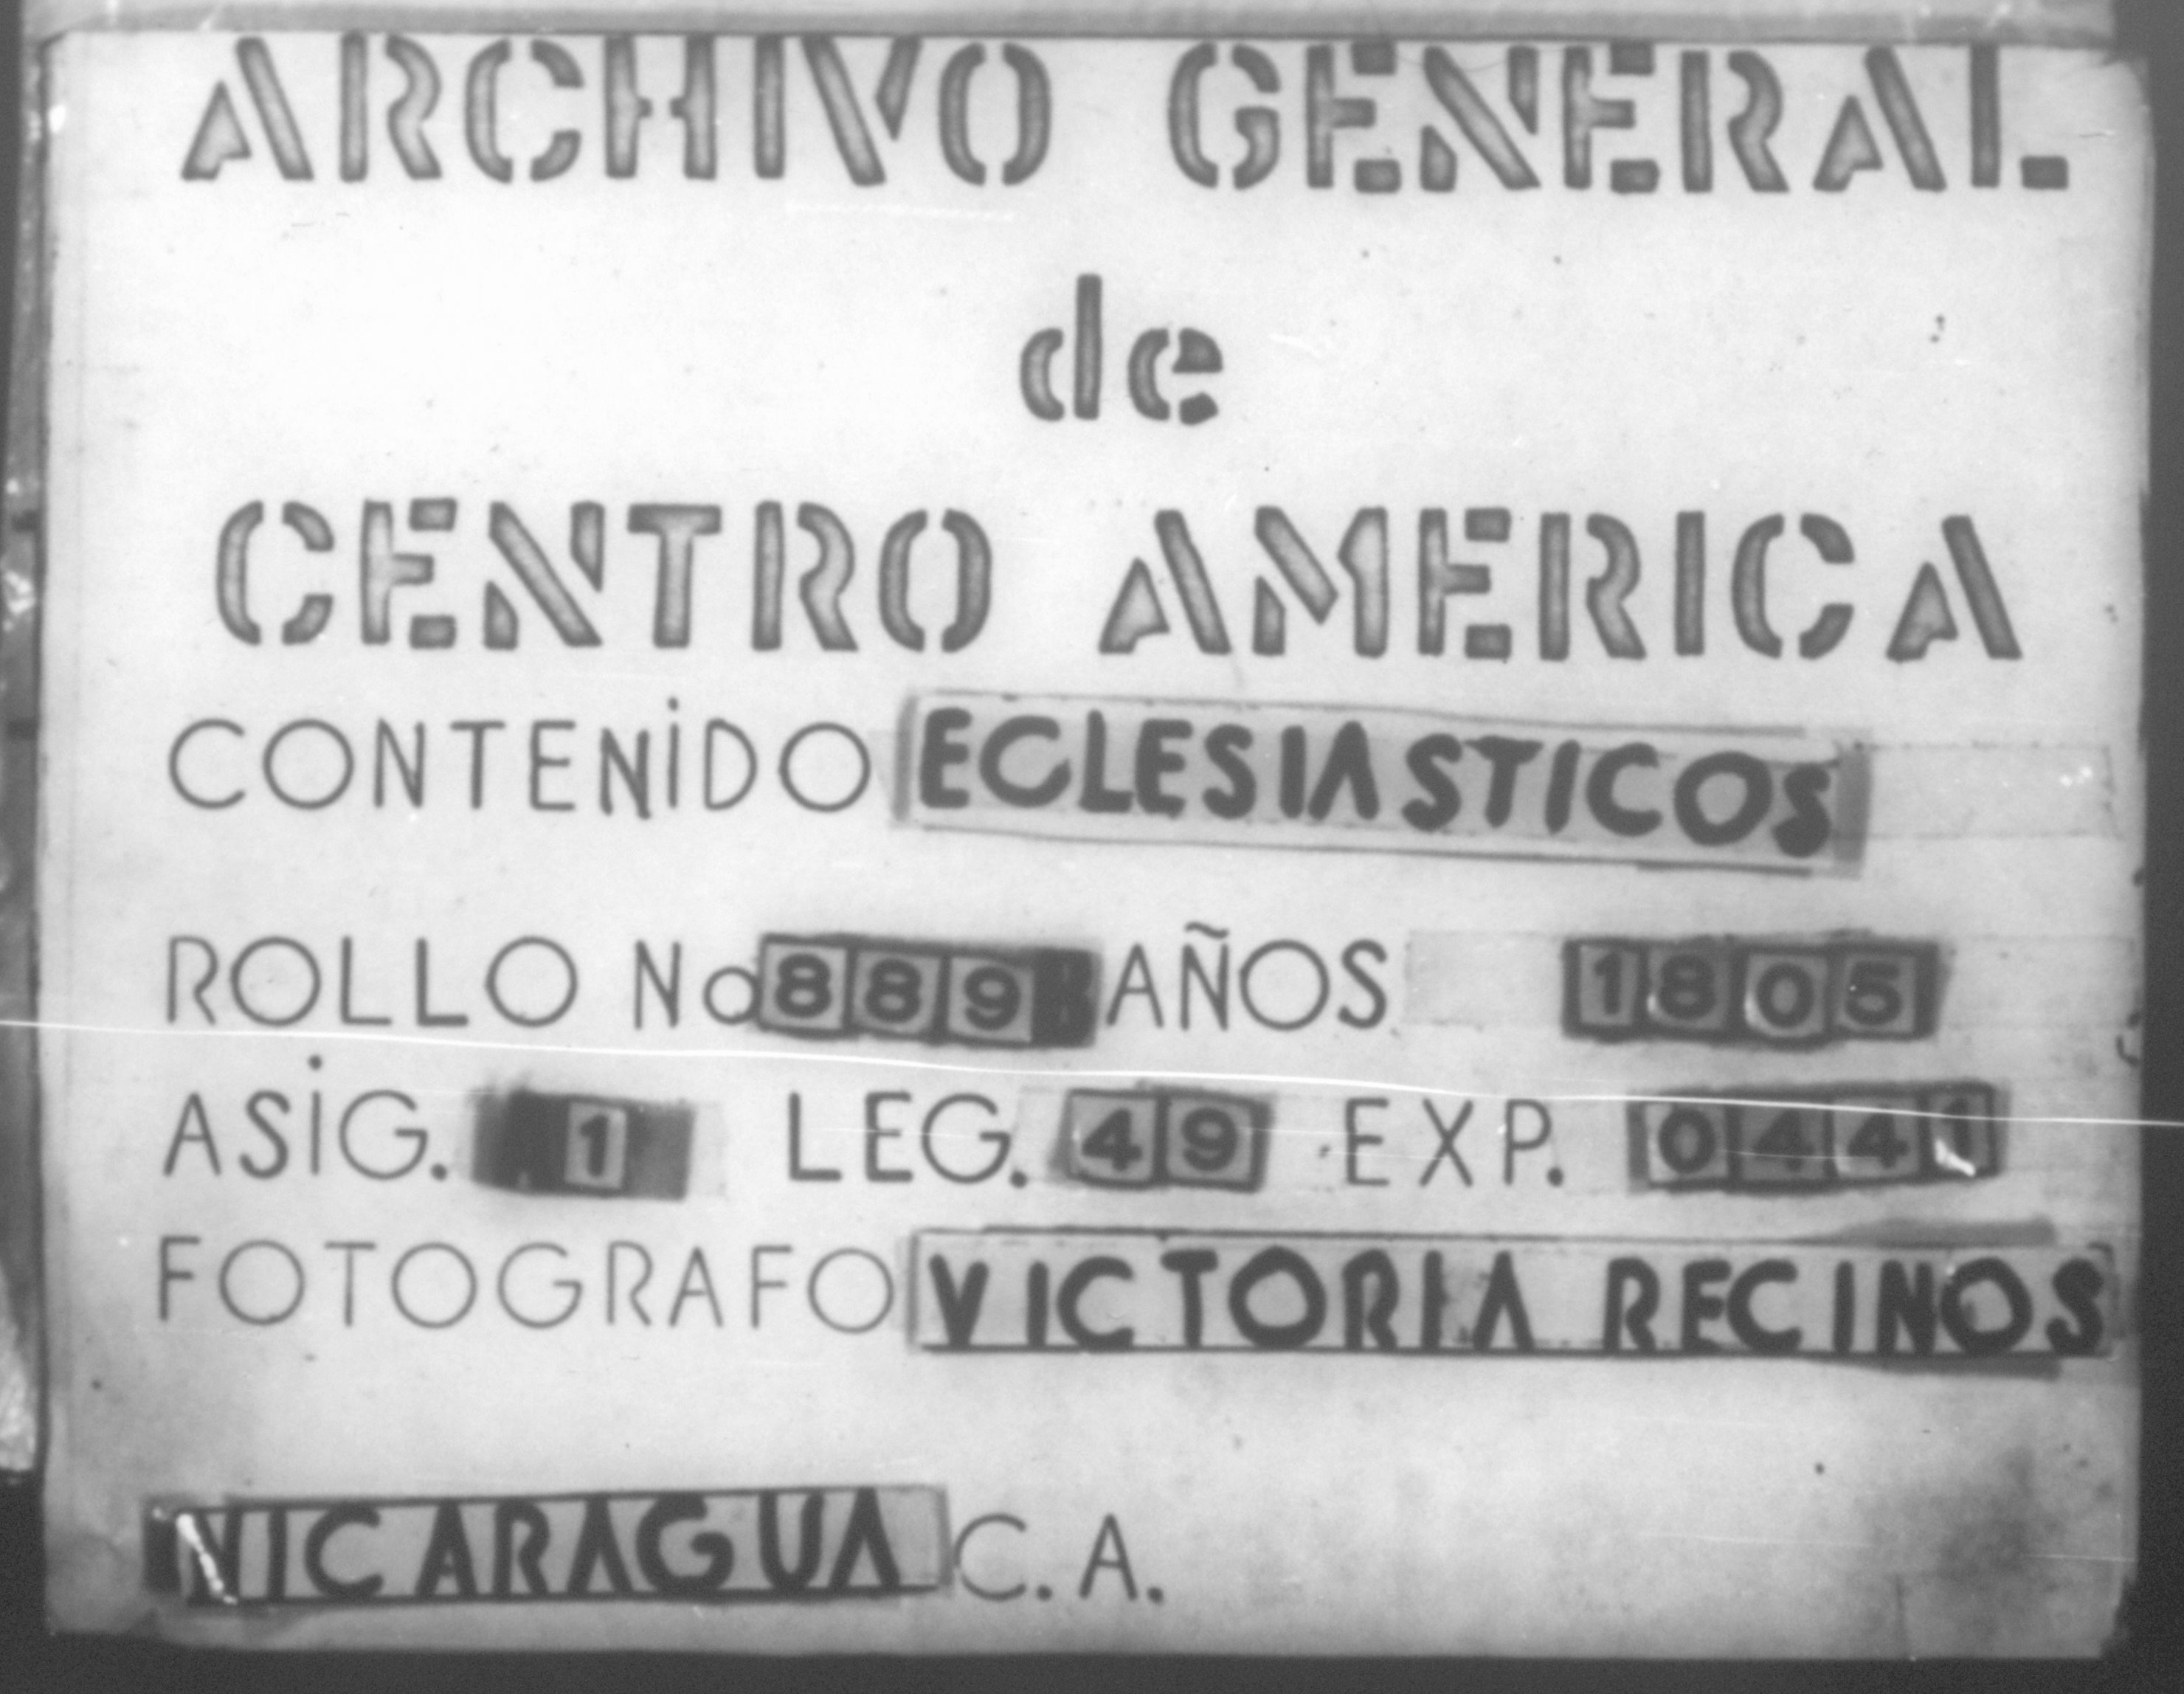 ARCHIVO GENERAL
de
CENTRO AMERICA
CONTENIDO ECLESIASTICOS
ROLLO No 889 AÑOS 1805
ASIG. 1 LEG. 49 EXP. 0441
FOTOGRAFO VICTORIA RECINOS
NICARAGUA C. A.